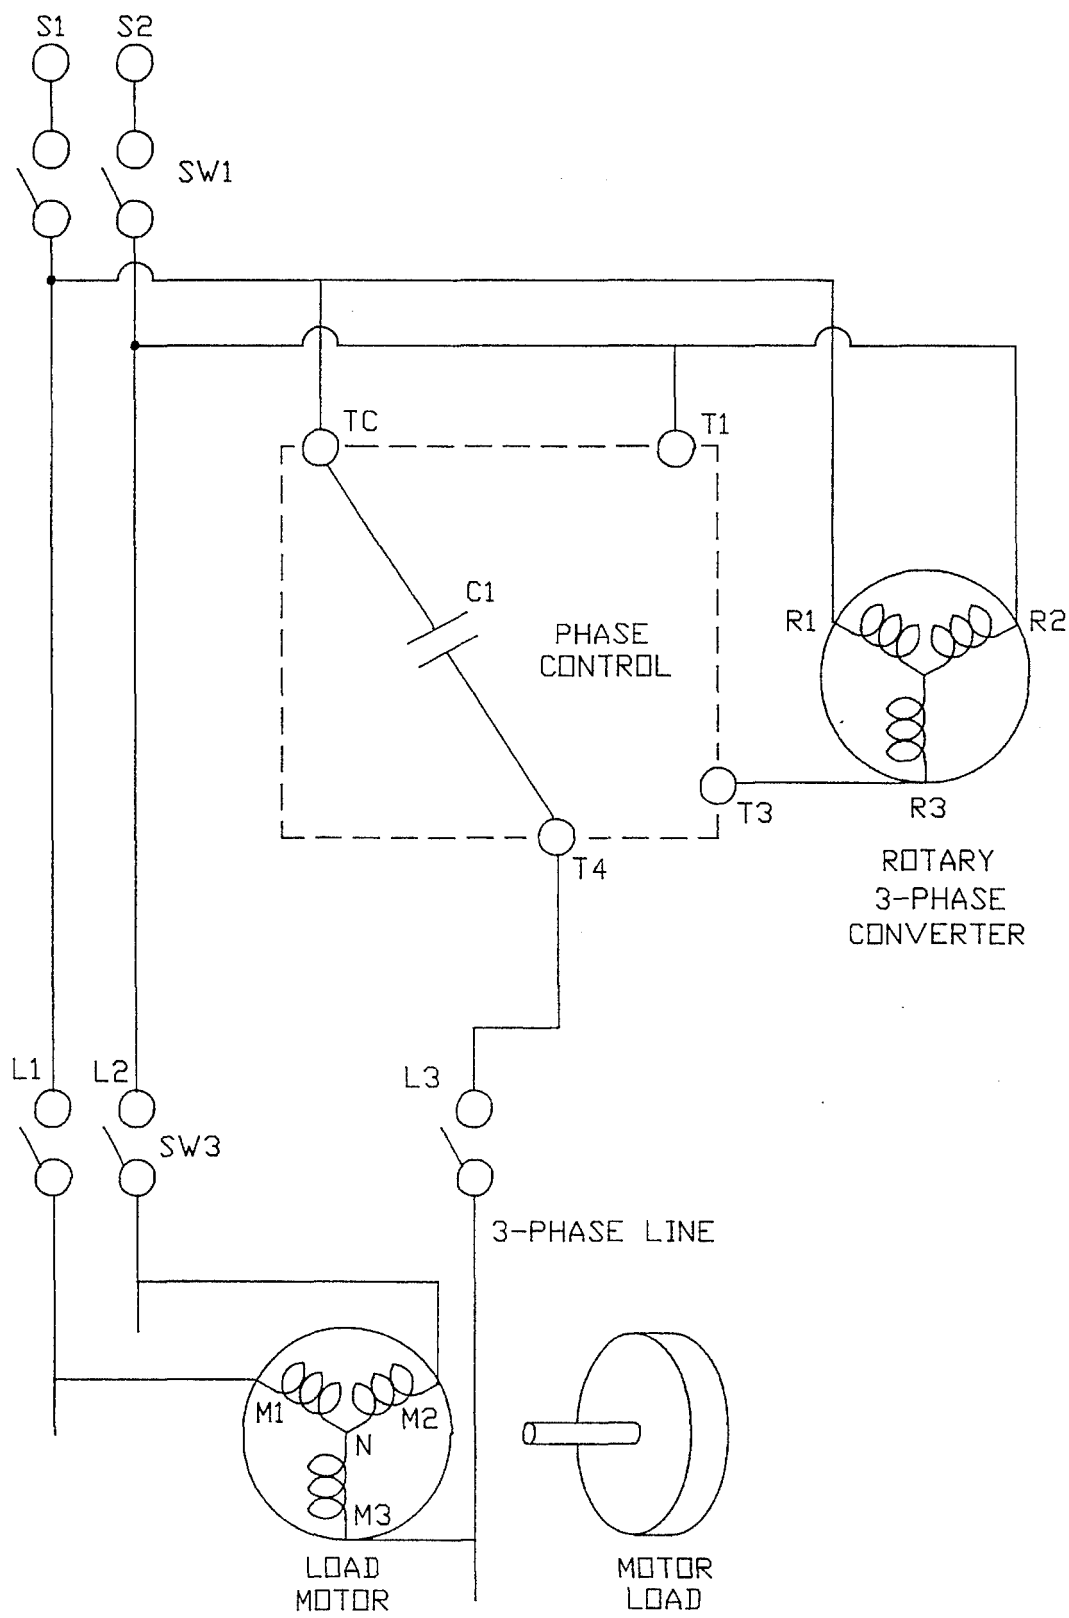 S1 S2
SW1
TC
T1
C1
PHASE
CONTROL
R1
R2
T3
R3
T4
ROTARY
3-PHASE
CONVERTER
L1
L2
L3
SW3
3-PHASE LINE
M1
M2
N
M3
LOAD
MOTOR
MOTOR
LOAD